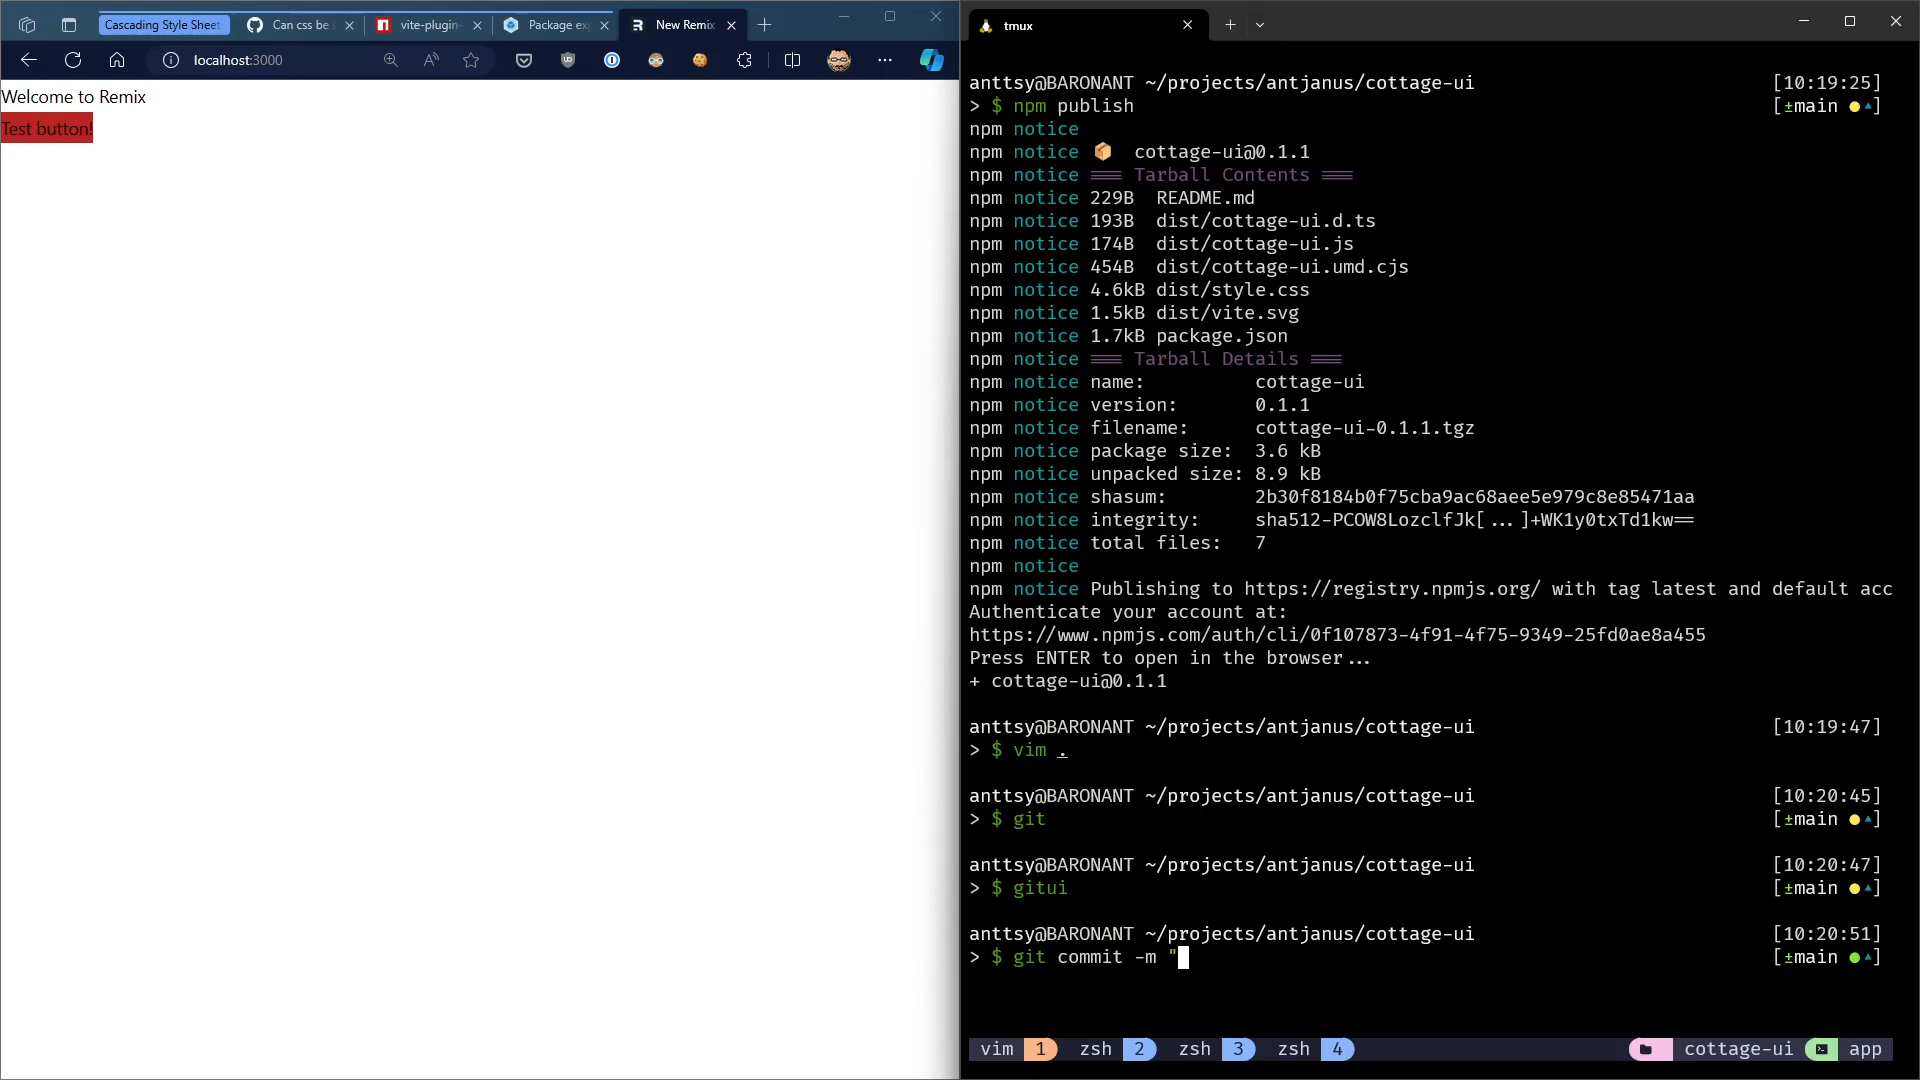 Cascading Style Sheet
Can css be
vite-plugin-
Package ex
New Remix
localhost:3000
Welcome to Remix
Test button!
tmux
anttsy@BARONANT ~/projects/antjanus/cottage-ui [10:19:25]
> $ npm publish [±main ●▲]
npm notice
npm notice 📦 cottage-ui@0.1.1
npm notice === Tarball Contents ===
npm notice 229B README.md
npm notice 193B dist/cottage-ui.d.ts
npm notice 174B dist/cottage-ui.js
npm notice 454B dist/cottage-ui.umd.cjs
npm notice 4.6kB dist/style.css
npm notice 1.5kB dist/vite.svg
npm notice 1.7kB package.json
npm notice === Tarball Details ===
npm notice name: cottage-ui
npm notice version: 0.1.1
npm notice filename: cottage-ui-0.1.1.tgz
npm notice package size: 3.6 kB
npm notice unpacked size: 8.9 kB
npm notice shasum: 2b30f8184b0f75cba9ac68aee5e979c8e85471aa
npm notice integrity: sha512-PCOW8LozclfJk[...]+WK1y0txTd1kw==
npm notice total files: 7
npm notice
npm notice Publishing to https://registry.npmjs.org/ with tag latest and default acc
Authenticate your account at:
https://www.npmjs.com/auth/cli/0f107873-4f91-4f75-9349-25fd0ae8a455
Press ENTER to open in the browser...
+ cottage-ui@0.1.1
anttsy@BARONANT ~/projects/antjanus/cottage-ui [10:19:47]
> $ vim .
anttsy@BARONANT ~/projects/antjanus/cottage-ui [10:20:45]
> $ git [±main ●▲]
anttsy@BARONANT ~/projects/antjanus/cottage-ui [10:20:47]
> $ gitui [±main ●▲]
anttsy@BARONANT ~/projects/antjanus/cottage-ui [10:20:51]
> $ git commit -m " [±main ●▲]
vim 1 zsh 2 zsh 3 zsh 4 cottage-ui app